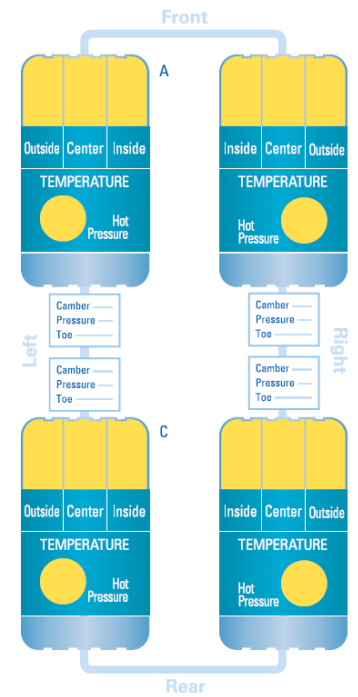 Front
A
Outside Center Inside
Inside Center Outside
TEMPERATURE
TEMPERATURE
Hot
Pressure
Hot
Pressure
Left
Right
Camber
Pressure
Toe
Camber
Pressure
Toe
Camber
Pressure
Toe
Camber
Pressure
Toe
C
Outside Center Inside
Inside Center Outside
TEMPERATURE
TEMPERATURE
Hot
Pressure
Hot
Pressure
Rear